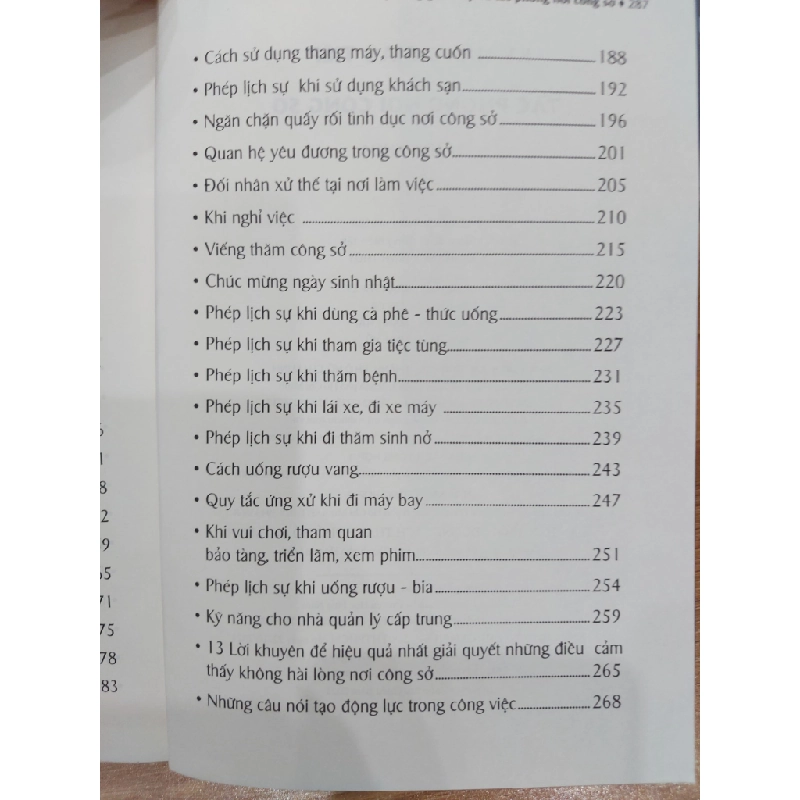 phong nơi công sở • 287
• Cách sử dụng thang máy, thang cuốn 188
• Phép lịch sự khi sử dụng khách sạn 192
• Ngăn chặn quấy rối tình dục nơi công sở 196
• Quan hệ yêu đương trong công sở 201
• Đối nhân xử thế tại nơi làm việc 205
• Khi nghỉ việc 210
• Viếng thăm công sở 215
• Chúc mừng ngày sinh nhật 220
• Phép lịch sự khi dùng cà phê - thức uống 223
• Phép lịch sự khi tham gia tiệc tùng 227
• Phép lịch sự khi thăm bệnh 231
• Phép lịch sự khi lái xe, đi xe máy 235
• Phép lịch sự khi đi thăm sinh nở 239
• Cách uống rượu vang 243
• Quy tắc ứng xử khi đi máy bay 247
• Khi vui chơi, tham quan
bảo tàng, triển lãm, xem phim 251
• Phép lịch sự khi uống rượu - bia 254
• Kỹ năng cho nhà quản lý cấp trung 259
• 13 Lời khuyên để hiệu quả nhất giải quyết những điều cảm
thấy không hài lòng nơi công sở 265
• Những câu nói tạo động lực trong công việc 268
8
2
9
65
71
75
78
83